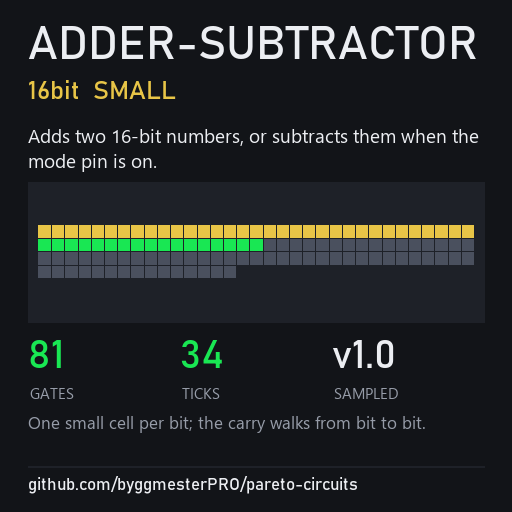 ADDER-SUBTRACTOR
16bit SMALL
Adds two 16-bit numbers, or subtracts them when the
mode pin is on.
81 34 v1.0
GATES TICKS SAMPLED
One small cell per bit; the carry walks from bit to bit.
github.com/byggmesterPRO/pareto-circuits